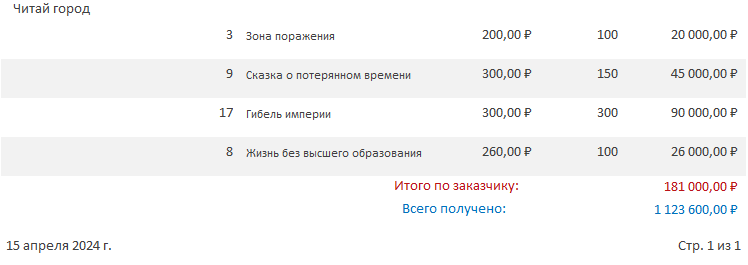 Читай город
3 Зона поражения 200,00 ₽ 100 20 000,00 ₽
9 Сказка о потерянном времени 300,00 ₽ 150 45 000,00 ₽
17 Гибель империи 300,00 ₽ 300 90 000,00 ₽
8 Жизнь без высшего образования 260,00 ₽ 100 26 000,00 ₽
Итого по заказчику: 181 000,00 ₽
Всего получено: 1 123 600,00 ₽
15 апреля 2024 г. Стр. 1 из 1